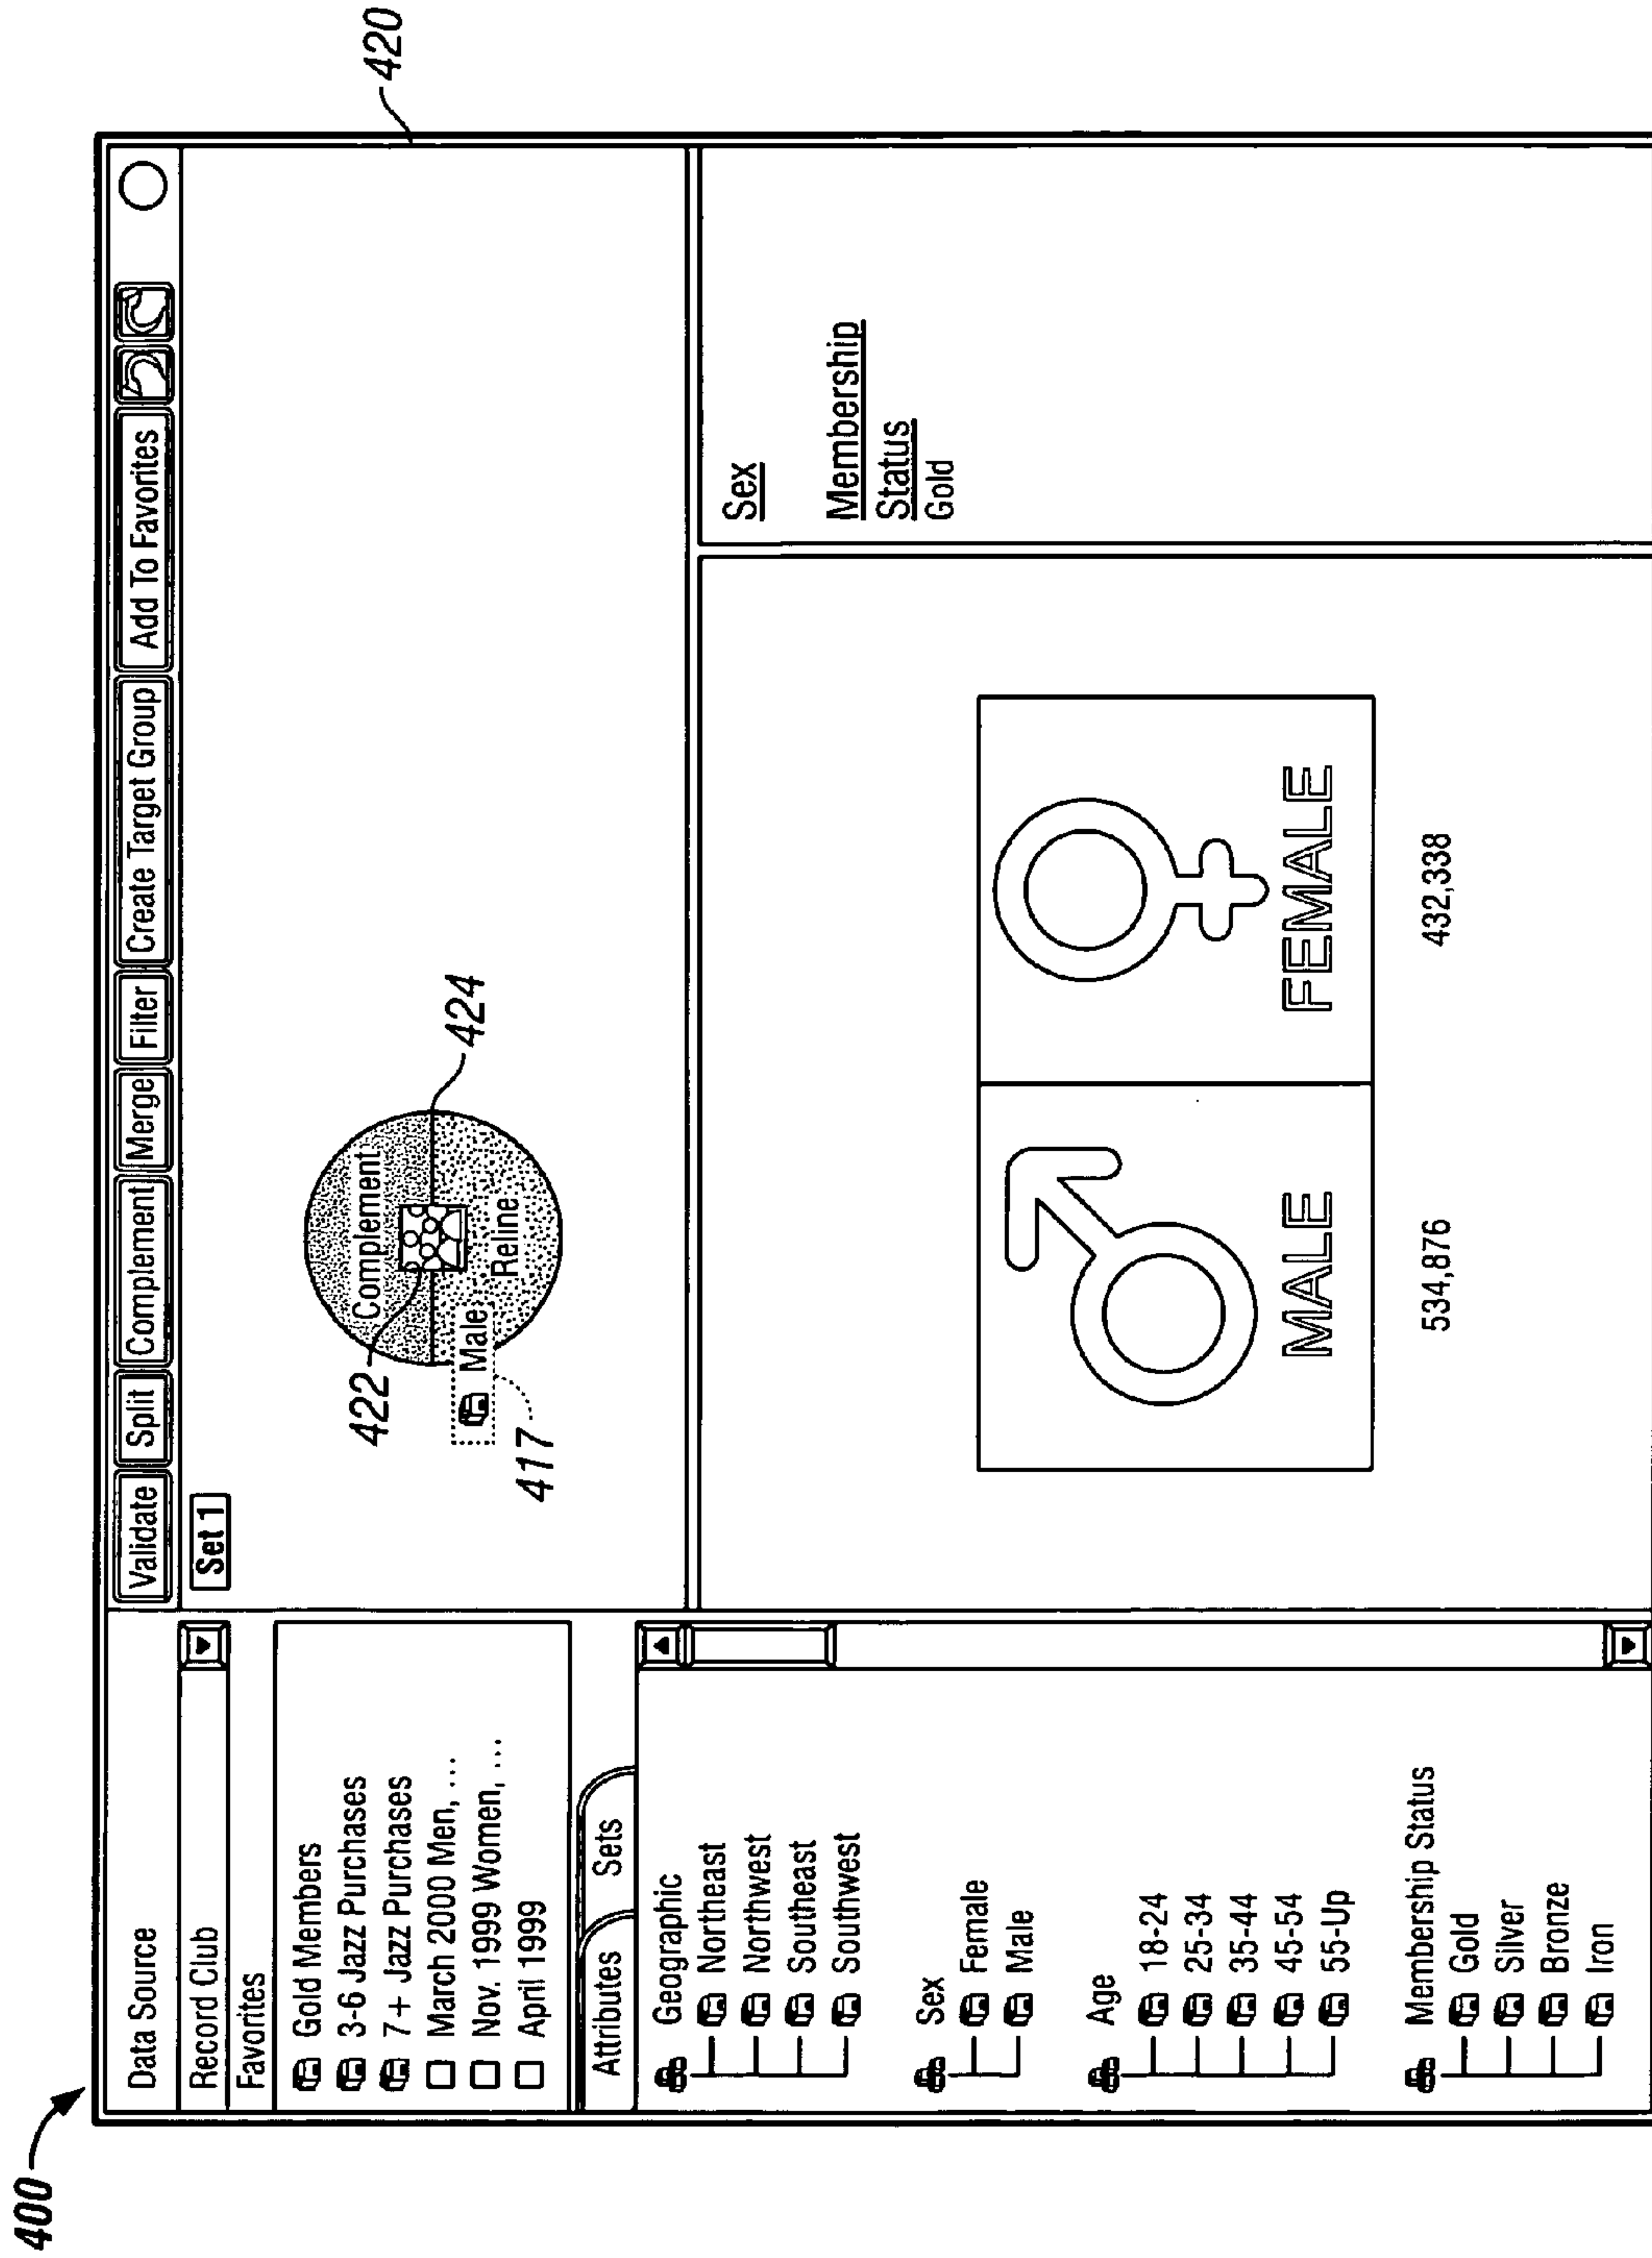 400
Data Source
Record Club
Favorites
Gold Members
3-6 Jazz Purchases
7+ Jazz Purchases
March 2000 Men, ...
Nov. 1999 Women, ...
April 1999
Attributes Sets
Geographic
Northeast
Northwest
Southeast
Southwest
Sex
Female
Male
Age
18-24
25-34
35-44
45-54
55-Up
Membership Status
Gold
Silver
Bronze
Iron
Validate Split Complement Merge Filter Create Target Group Add To Favorites
Set 1
420
Complement
424
422
Male
Reline
417
MALE FEMALE
534,876 432,338
Sex
Membership
Status
Gold